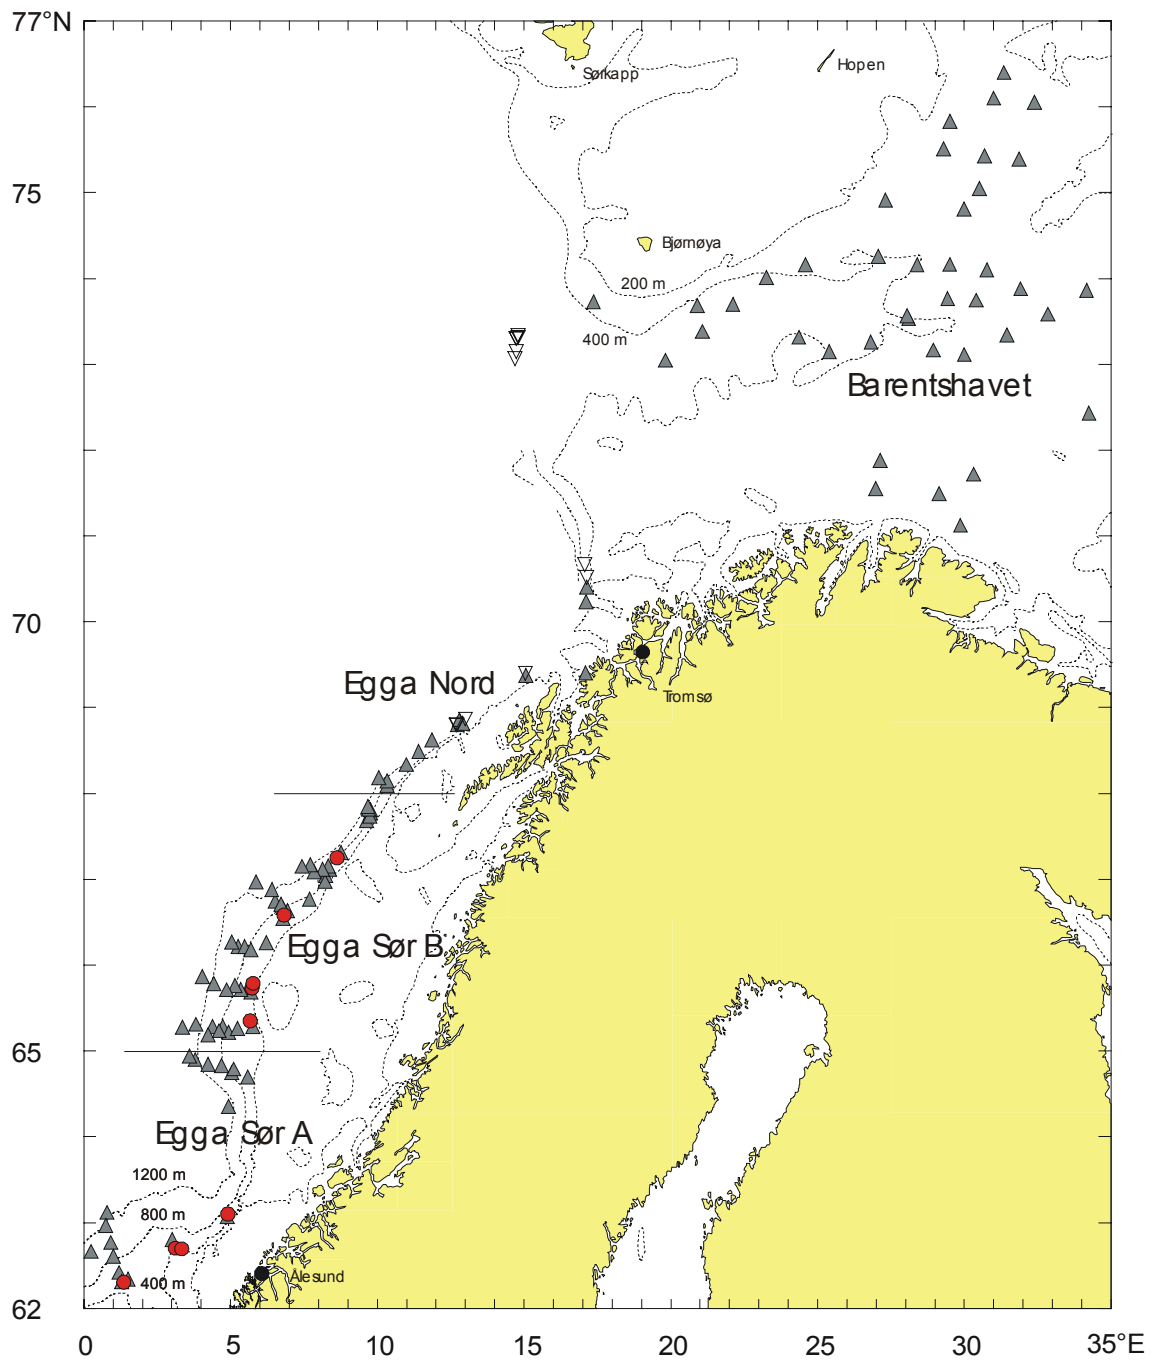 77°N
Sørkapp
Hopen
75
Bjørnøya
200 m
400 m
Barentshavet
70
Egga Nord
Tromsø
Egga Sør B
65
Egga Sør A
1200 m
800 m
400 m
Ålesund
62
0 5 10 15 20 25 30 35°E